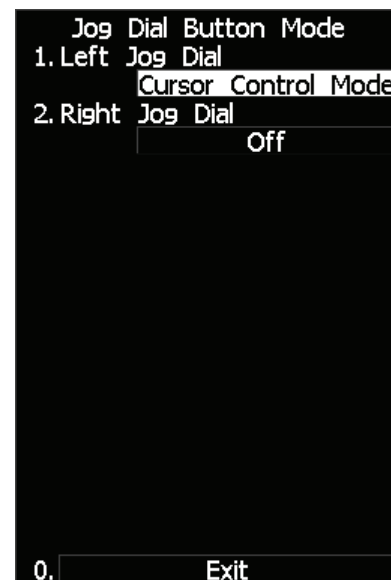 Jog Dial Button Mode
1. Left Jog Dial
Cursor Control Mode
2. Right Jog Dial
Off
0. Exit